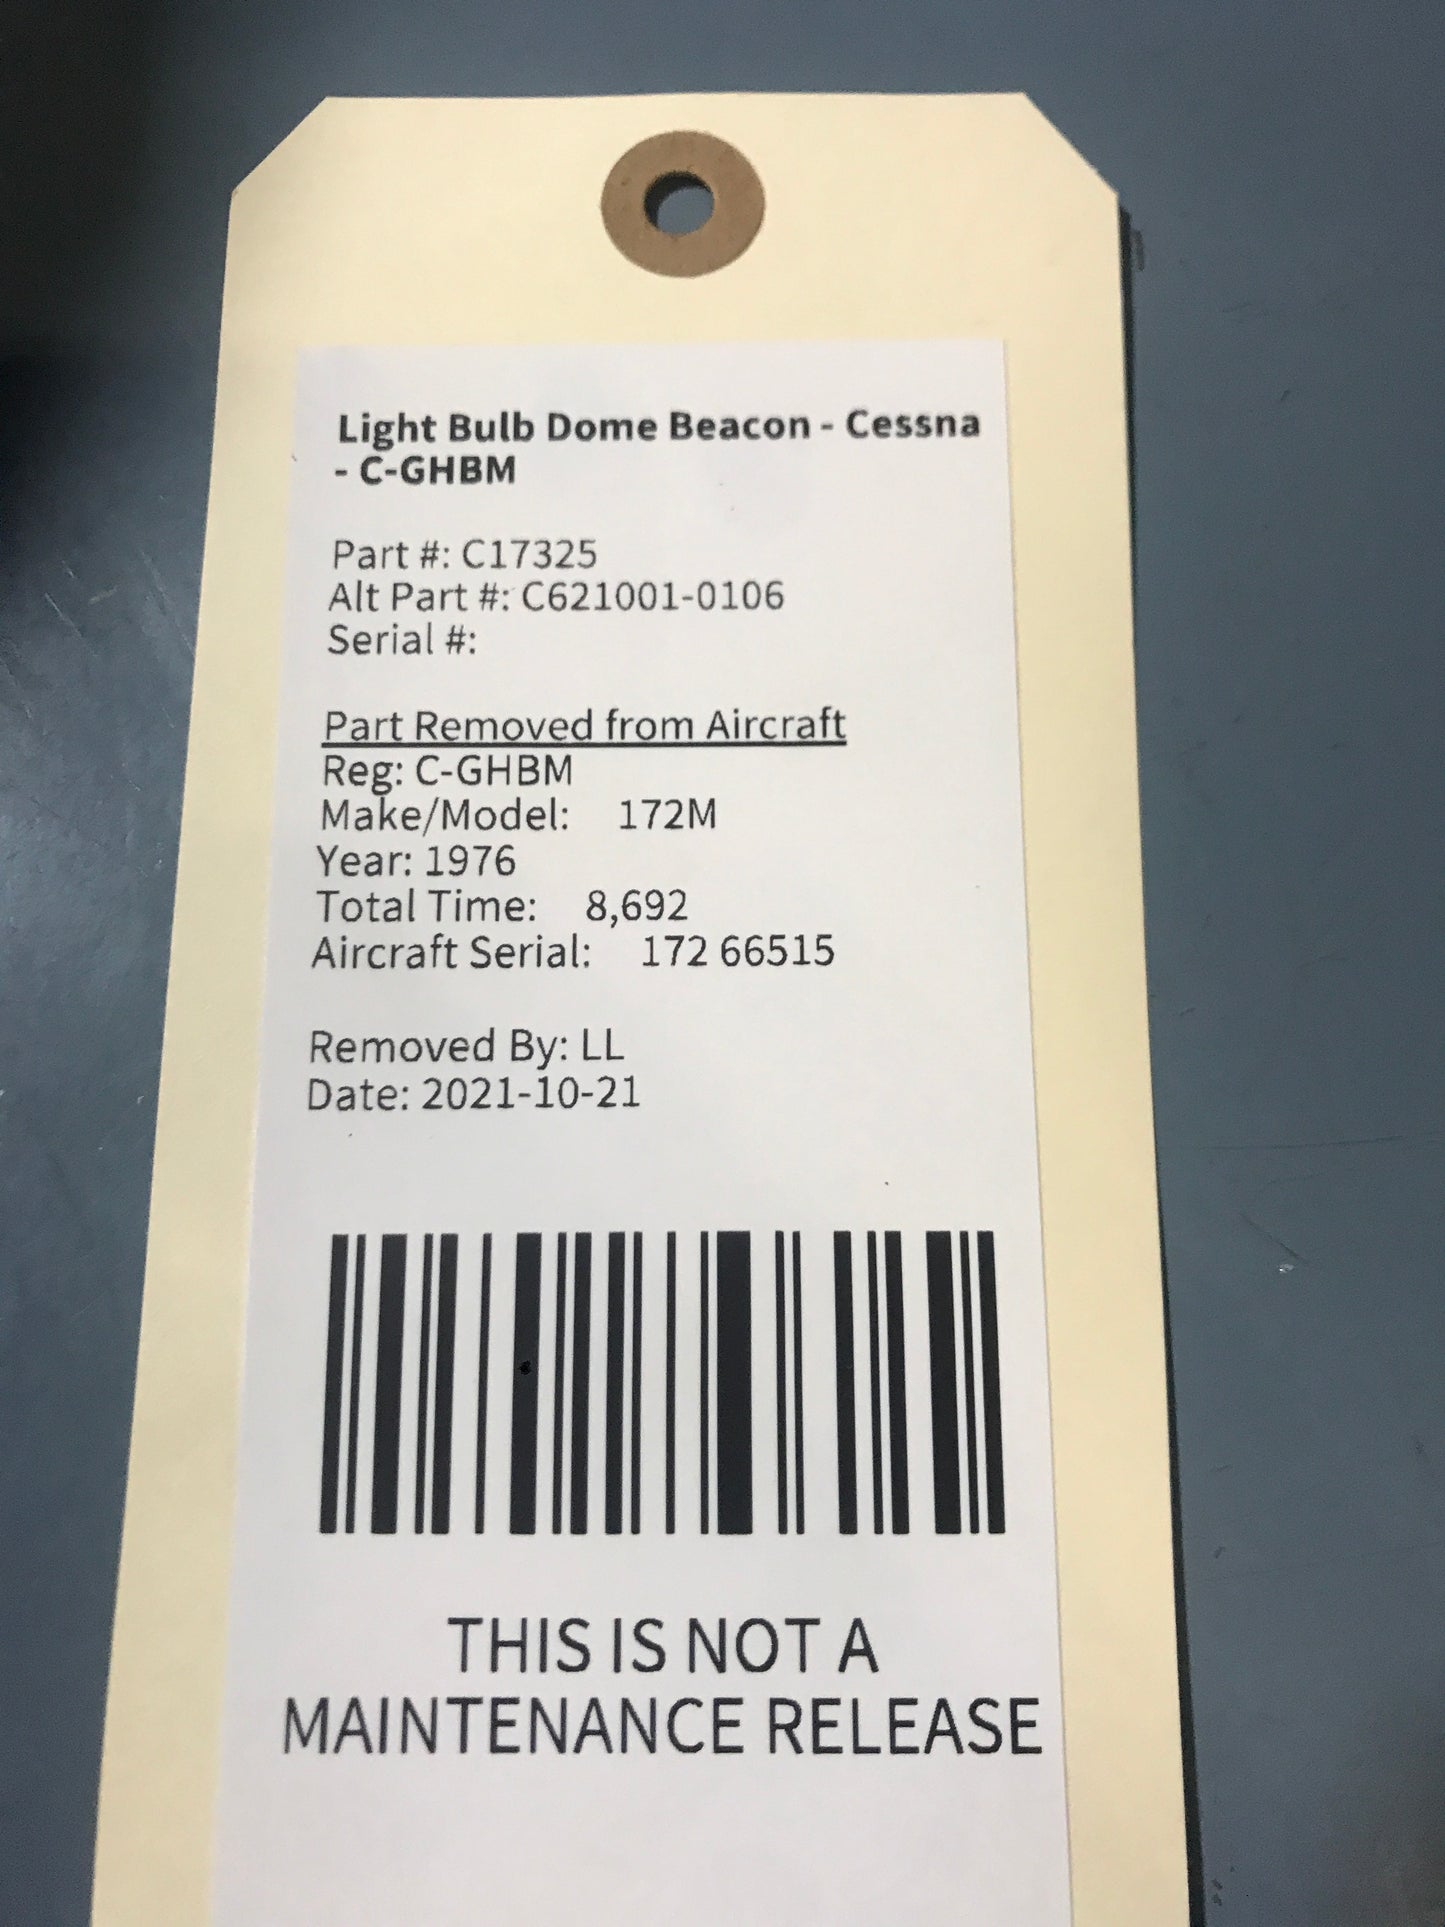 Light Bulb Dome Beacon - Cessna
- C-GHBM
Part #: C17325
Alt Part #: C621001-0106
Serial #:
Part Removed from Aircraft
Reg: C-GHBM
Make/Model: 172M
Year: 1976
Total Time: 8,692
Aircraft Serial: 172 66515
Removed By: LL
Date: 2021-10-21
THIS IS NOT A
MAINTENANCE RELEASE